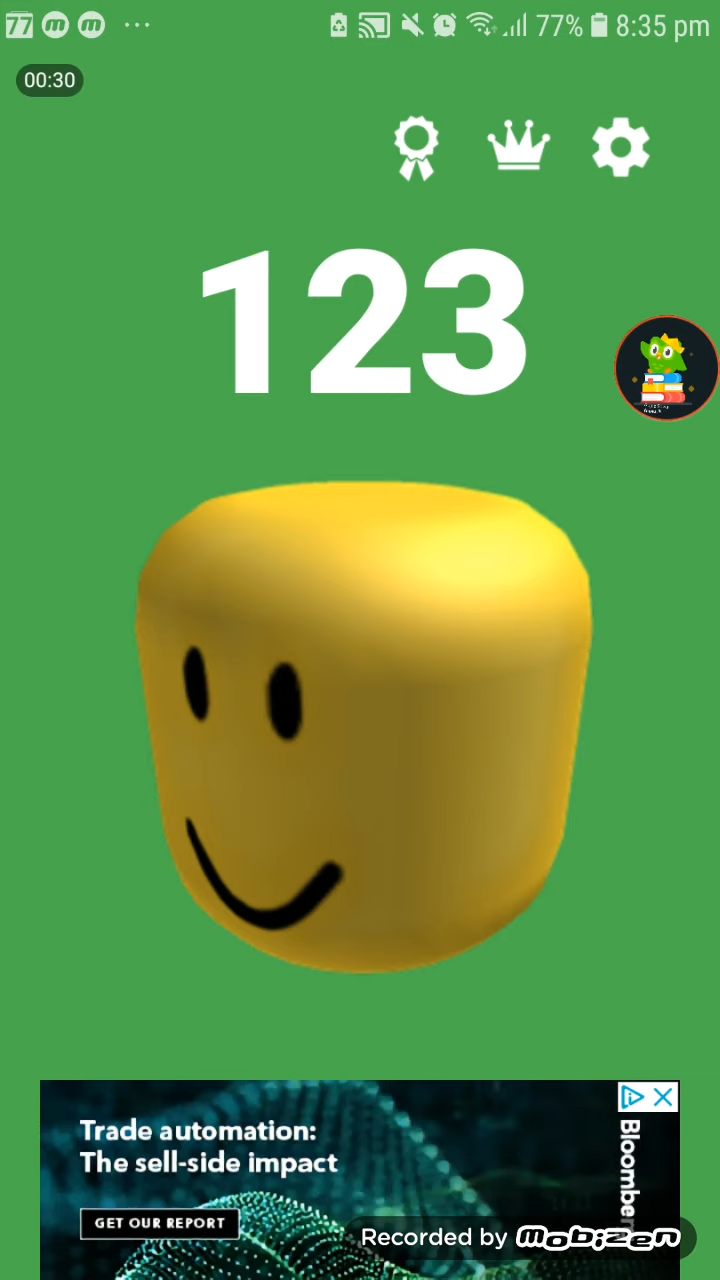 77 m m ... 77% 8:35 pm
00:30
123
Trade automation:
The sell-side impact
GET OUR REPORT
Recorded by mobizen